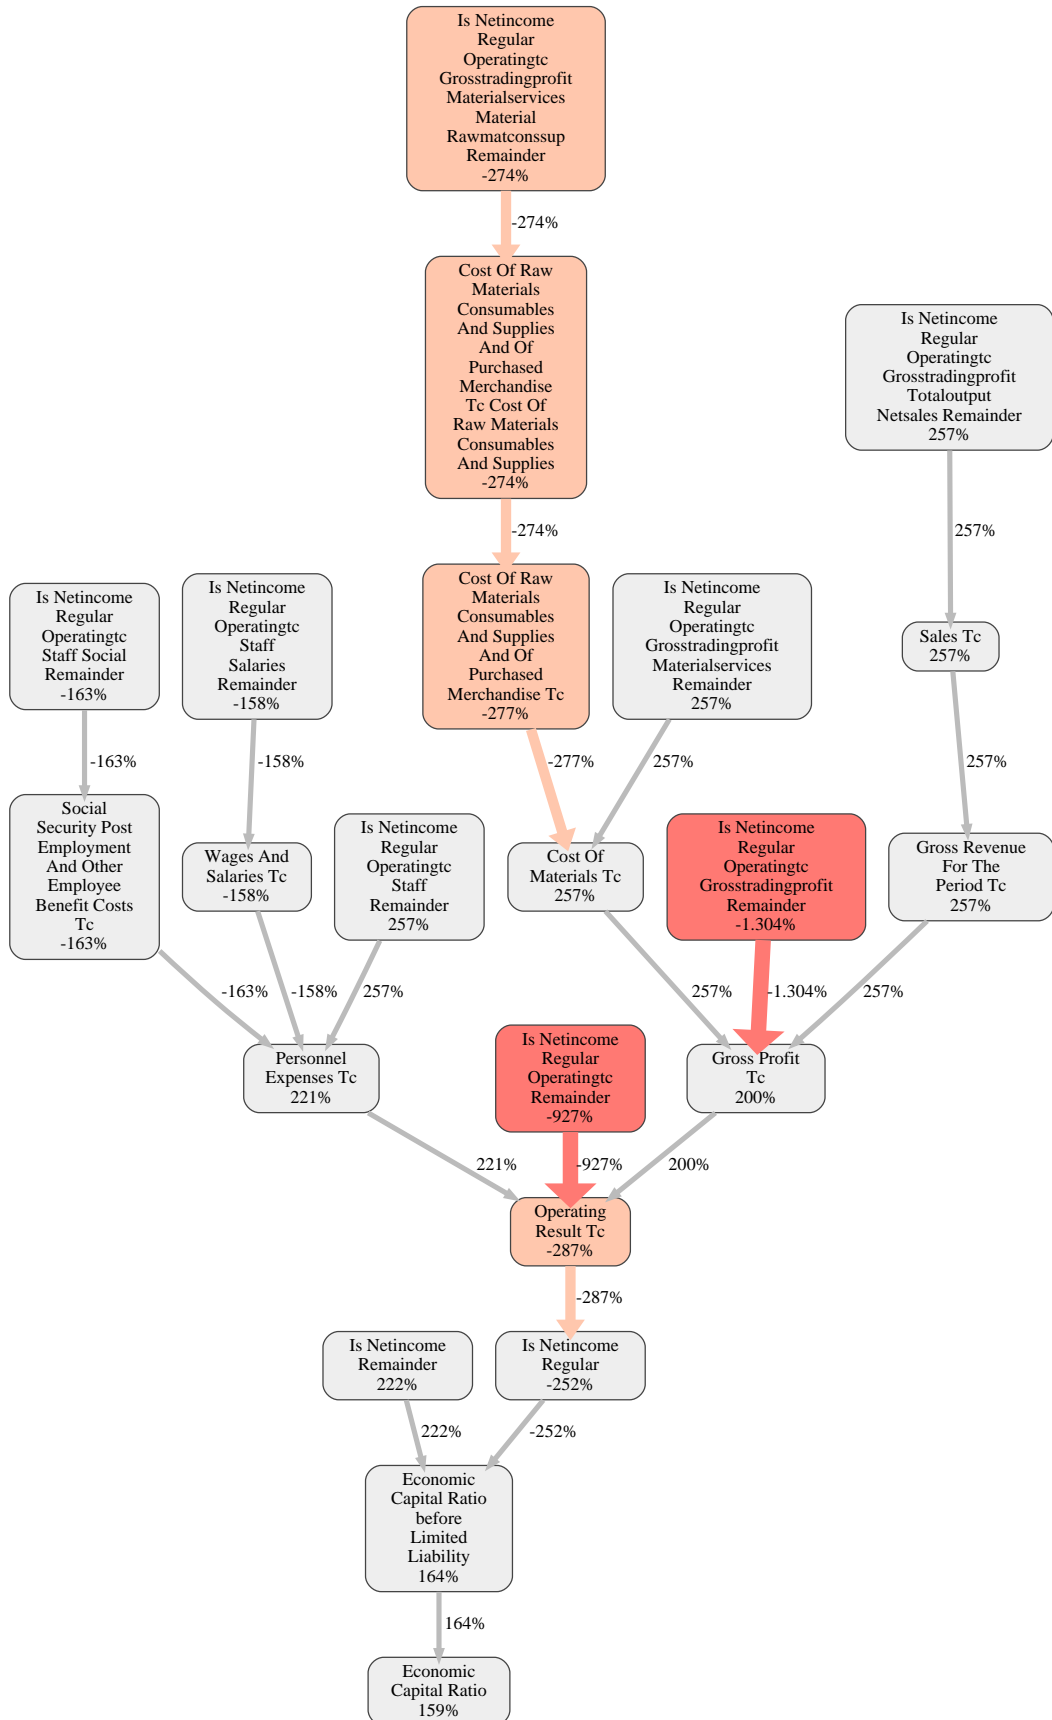 Is Netincome
Regular
Operatingtc
Grosstradingprofit
Materialservices
Material
Rawmatconssup
Remainder
-274%
-274%
Cost Of Raw
Materials
Consumables
And Supplies
And Of
Purchased
Merchandise
Tc Cost Of
Raw Materials
Consumables
And Supplies
-274%
Is Netincome
Regular
Operatingtc
Grosstradingprofit
Totaloutput
Netsales Remainder
257%
-274%
257%
Is Netincome
Regular
Operatingtc
Staff Social
Remainder
-163%
Is Netincome
Regular
Operatingtc
Staff
Salaries
Remainder
-158%
Cost Of Raw
Materials
Consumables
And Supplies
And Of
Purchased
Merchandise Tc
-277%
Is Netincome
Regular
Operatingtc
Grosstradingprofit
Materialservices
Remainder
257%
Sales Tc
257%
-163%
-158%
-277%
257%
257%
Social
Security Post
Employment
And Other
Employee
Benefit Costs
Tc
-163%
Wages And
Salaries Tc
-158%
Is Netincome
Regular
Operatingtc
Staff
Remainder
257%
Cost Of
Materials Tc
257%
Is Netincome
Regular
Operatingtc
Grosstradingprofit
Remainder
-1.304%
Gross Revenue
For The
Period Tc
257%
-163%
-158%
257%
257%
-1.304%
257%
Personnel
Expenses Tc
221%
Is Netincome
Regular
Operatingtc
Remainder
-927%
Gross Profit
Tc
200%
221%
-927%
200%
Operating
Result Tc
-287%
-287%
Is Netincome
Remainder
222%
Is Netincome
Regular
-252%
222%
-252%
Economic
Capital Ratio
before
Limited
Liability
164%
164%
Economic
Capital Ratio
159%